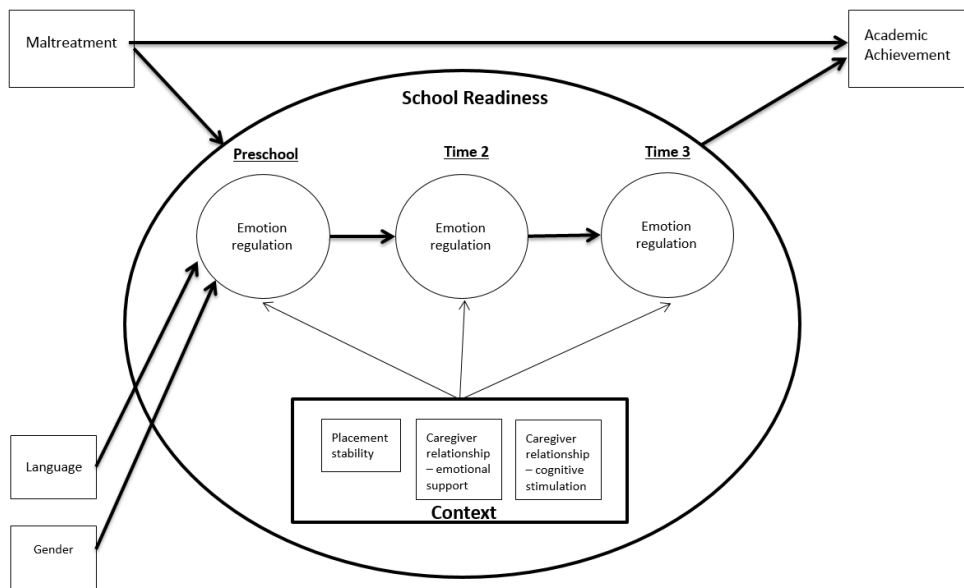 Maltreatment
Academic
Achievement
School Readiness
Preschool
Time 2
Time 3
Emotion
regulation
Emotion
regulation
Emotion
regulation
Language
Gender
Placement
stability
Caregiver
relationship
– emotional
support
Caregiver
relationship
– cognitive
stimulation
Context